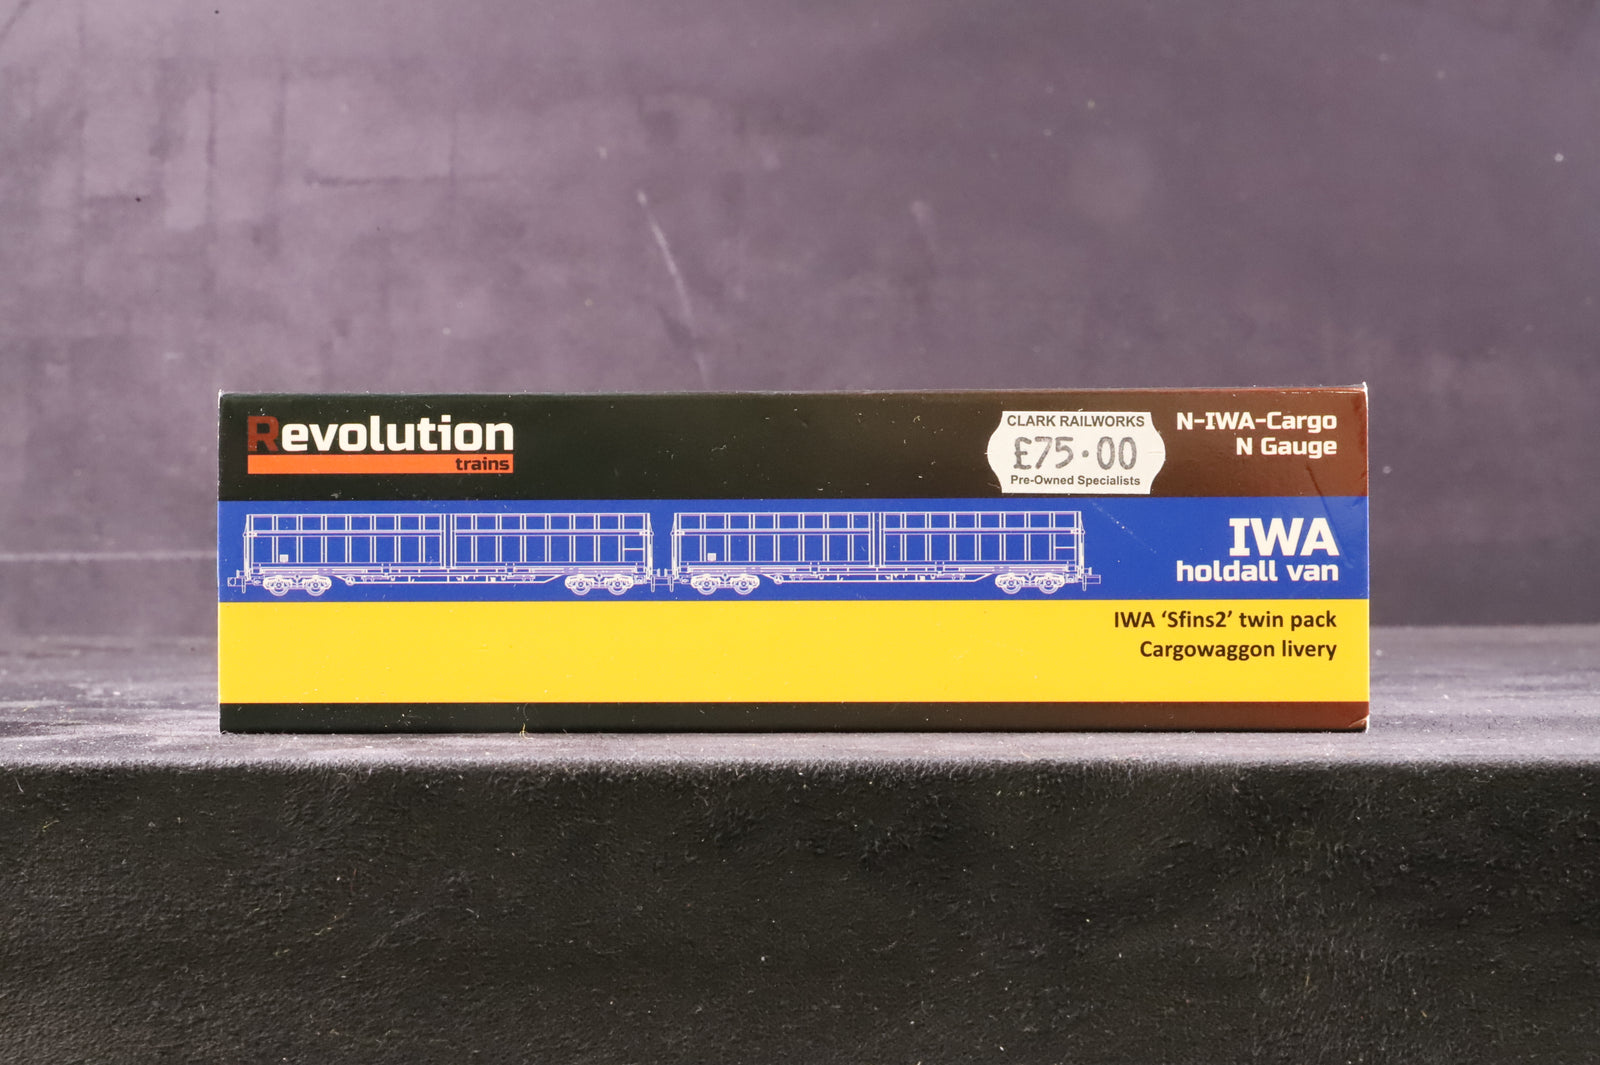 Revolution
trains
CLARK RAILWORKS
£75.00
Pre-Owned Specialists
N-IWA-Cargo
N Gauge
IWA
holdall van
IWA ‘Sfins2’ twin pack
Cargowaggon livery